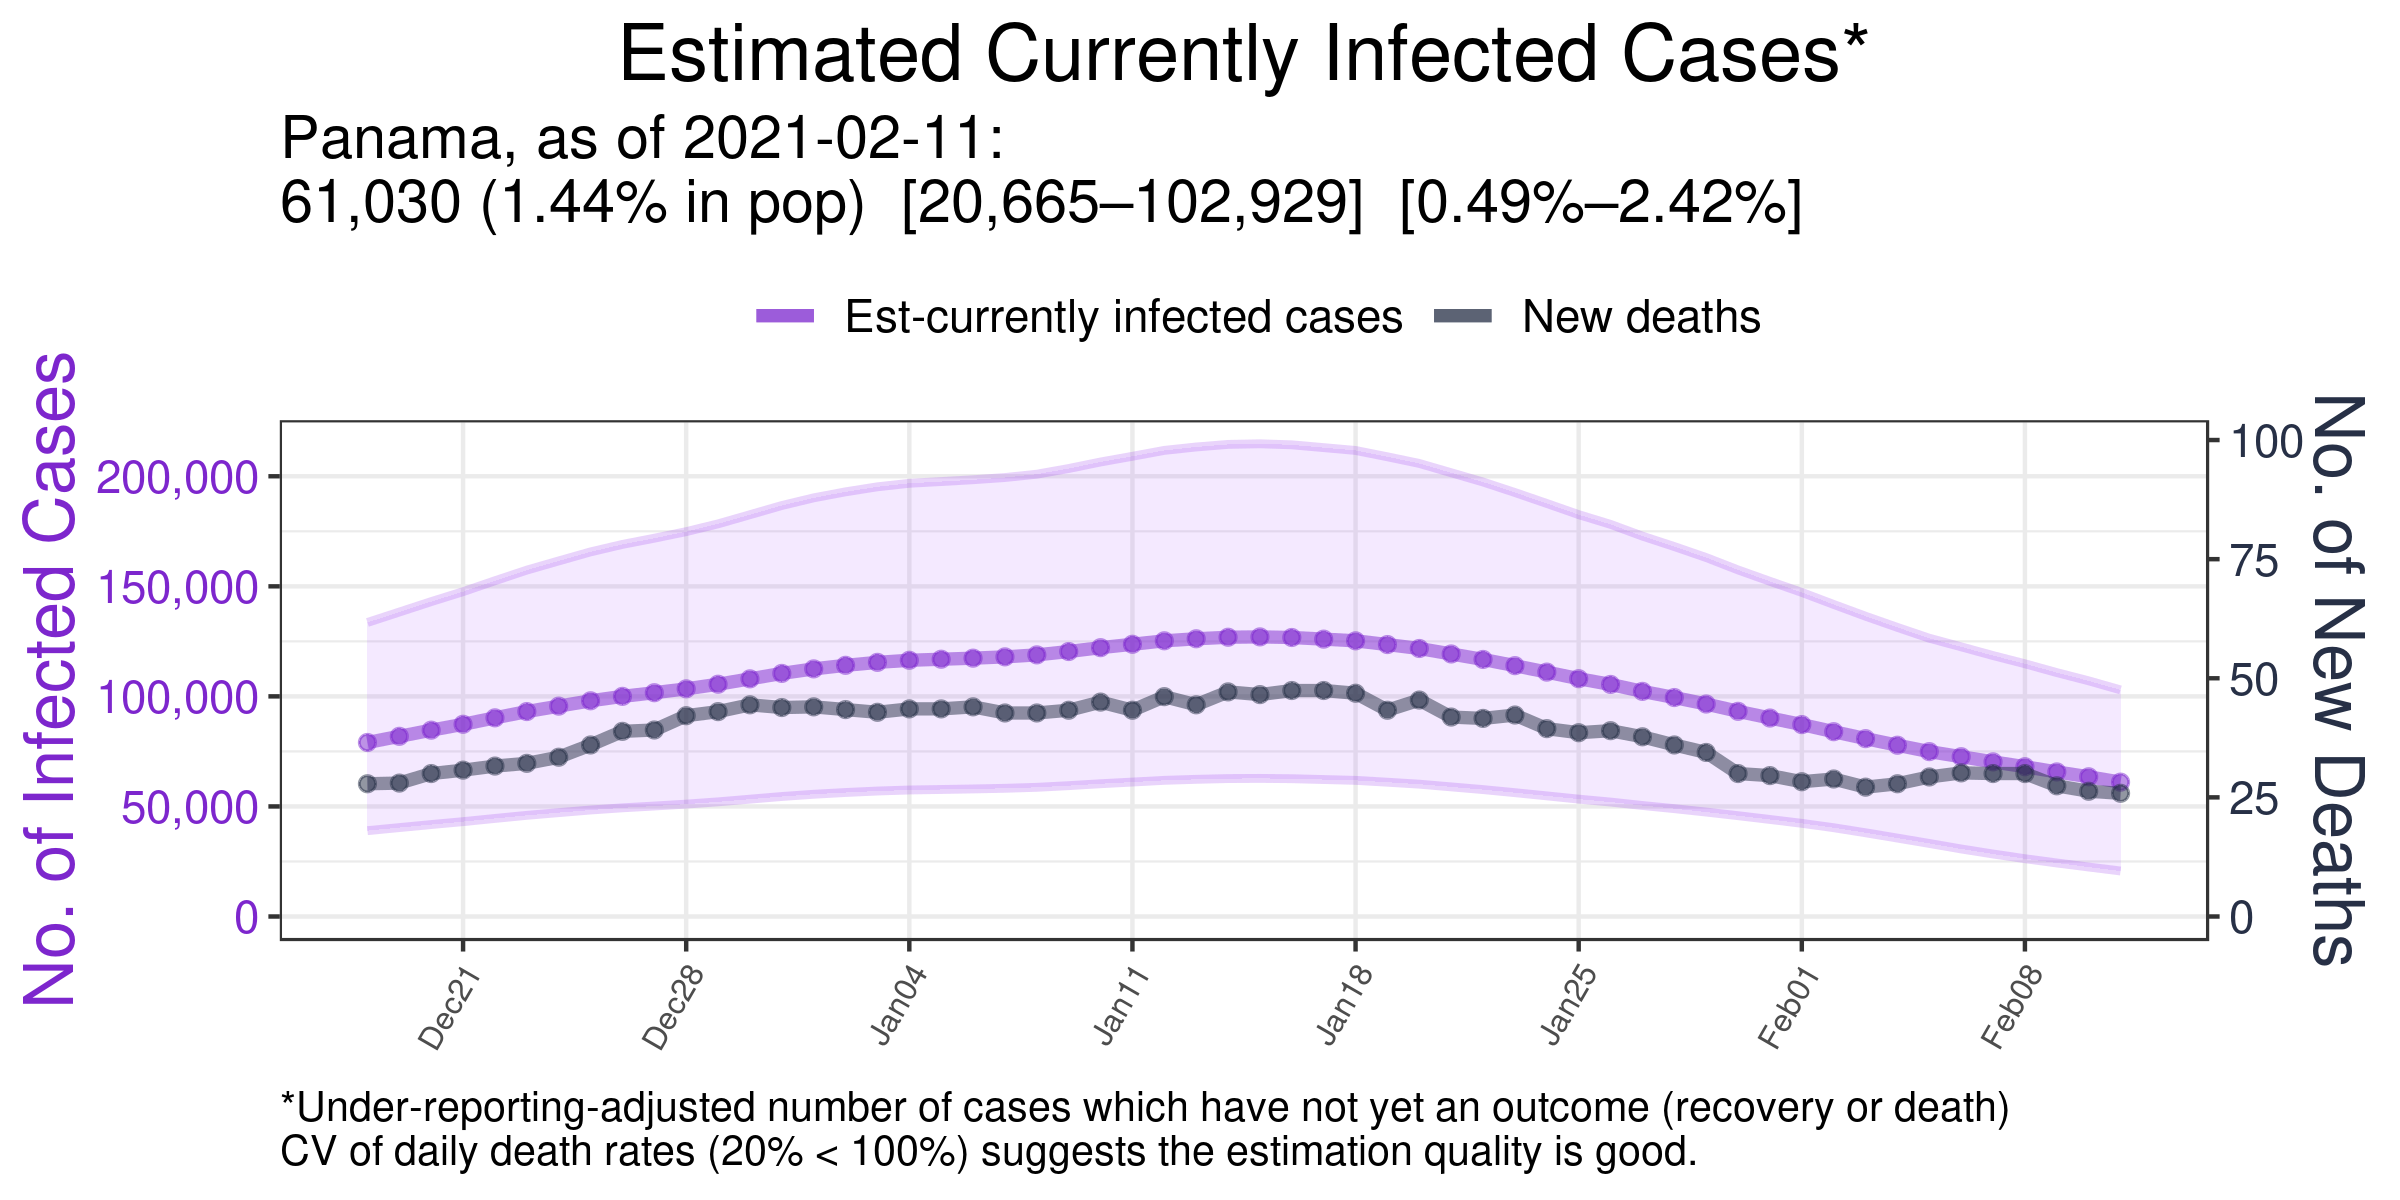 Estimated Currently Infected Cases*
Panama, as of 2021-02-11:
61,030 (1.44% in pop) [20,665–102,929] [0.49%–2.42%]
Est-currently infected cases New deaths
No. of Infected Cases
200,000
150,000
100,000
50,000
0
100
75
50
25
0
No. of New Deaths
Dec21
Dec28
Jan04
Jan11
Jan18
Jan25
Feb01
Feb08
*Under-reporting-adjusted number of cases which have not yet an outcome (recovery or death)
CV of daily death rates (20% < 100%) suggests the estimation quality is good.